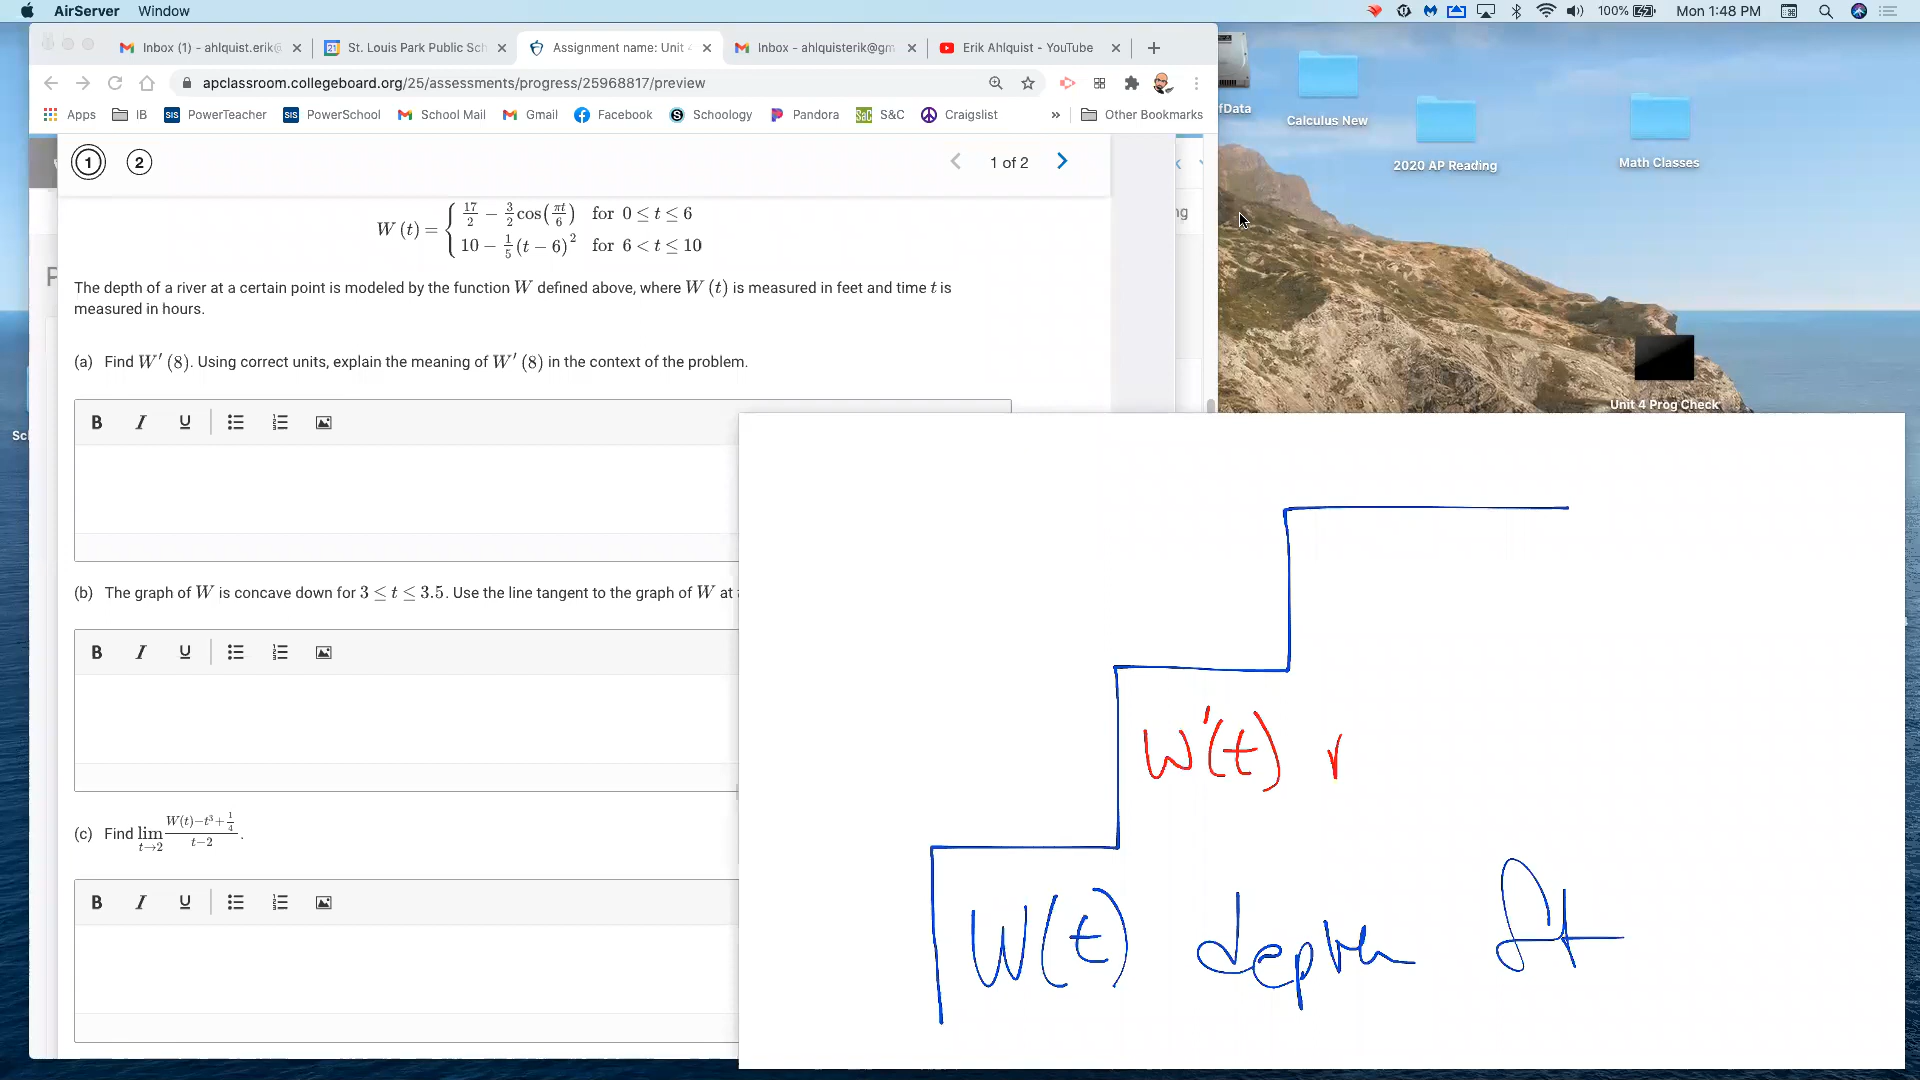 AirServer Window 100% Mon 1:48 PM
Inbox (1) - ahlquist.erik@ St. Louis Park Public Sch Assignment name: Unit 4 Inbox - ahlquisterik@gm Erik Ahlquist - YouTube
apclassroom.collegeboard.org/25/assessments/progress/25968817/preview
Apps IB SIS PowerTeacher SIS PowerSchool School Mail Gmail Facebook Schoology Pandora S&C Craigslist » Other Bookmarks
fData
Calculus New
2020 AP Reading
Math Classes
Unit 4 Prog Check
1 2 1 of 2
ng
W (t) = { 17/2 − 3/2 cos(πt/6) for 0 ≤ t ≤ 6
10 − 1/5 (t − 6)² for 6 < t ≤ 10
The depth of a river at a certain point is modeled by the function W defined above, where W (t) is measured in feet and time t is
measured in hours.
(a) Find W′ (8). Using correct units, explain the meaning of W′ (8) in the context of the problem.
B I U
(b) The graph of W is concave down for 3 ≤ t ≤ 3.5. Use the line tangent to the graph of W at
B I U
(c) Find lim t→2 (W(t)−t³+1/4)/(t−2).
B I U
W'(t) r
W(t) depth ft